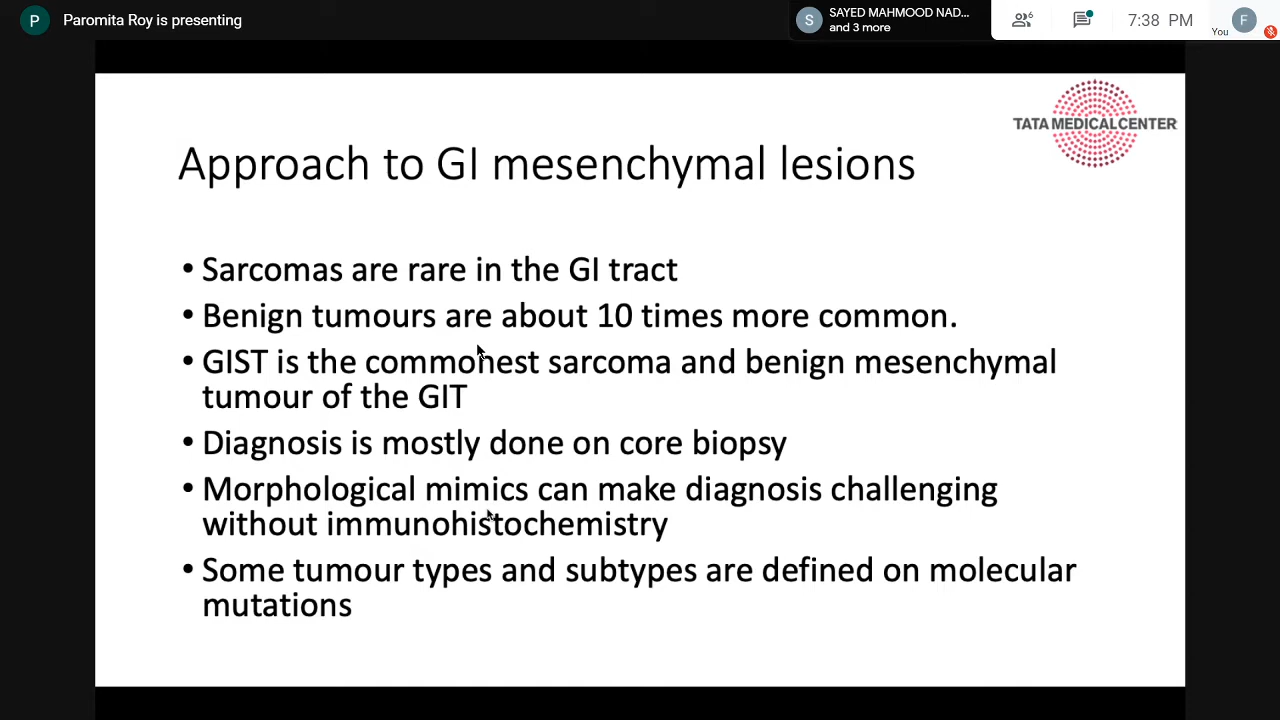 P
Paromita Roy is presenting
S
SAYED MAHMOOD NAD...
and 3 more
6
7:38 PM
You
F
TATA MEDICAL CENTER
Approach to GI mesenchymal lesions
• Sarcomas are rare in the GI tract
• Benign tumours are about 10 times more common.
• GIST is the commonest sarcoma and benign mesenchymal
tumour of the GIT
• Diagnosis is mostly done on core biopsy
• Morphological mimics can make diagnosis challenging
without immunohistochemistry
• Some tumour types and subtypes are defined on molecular
mutations